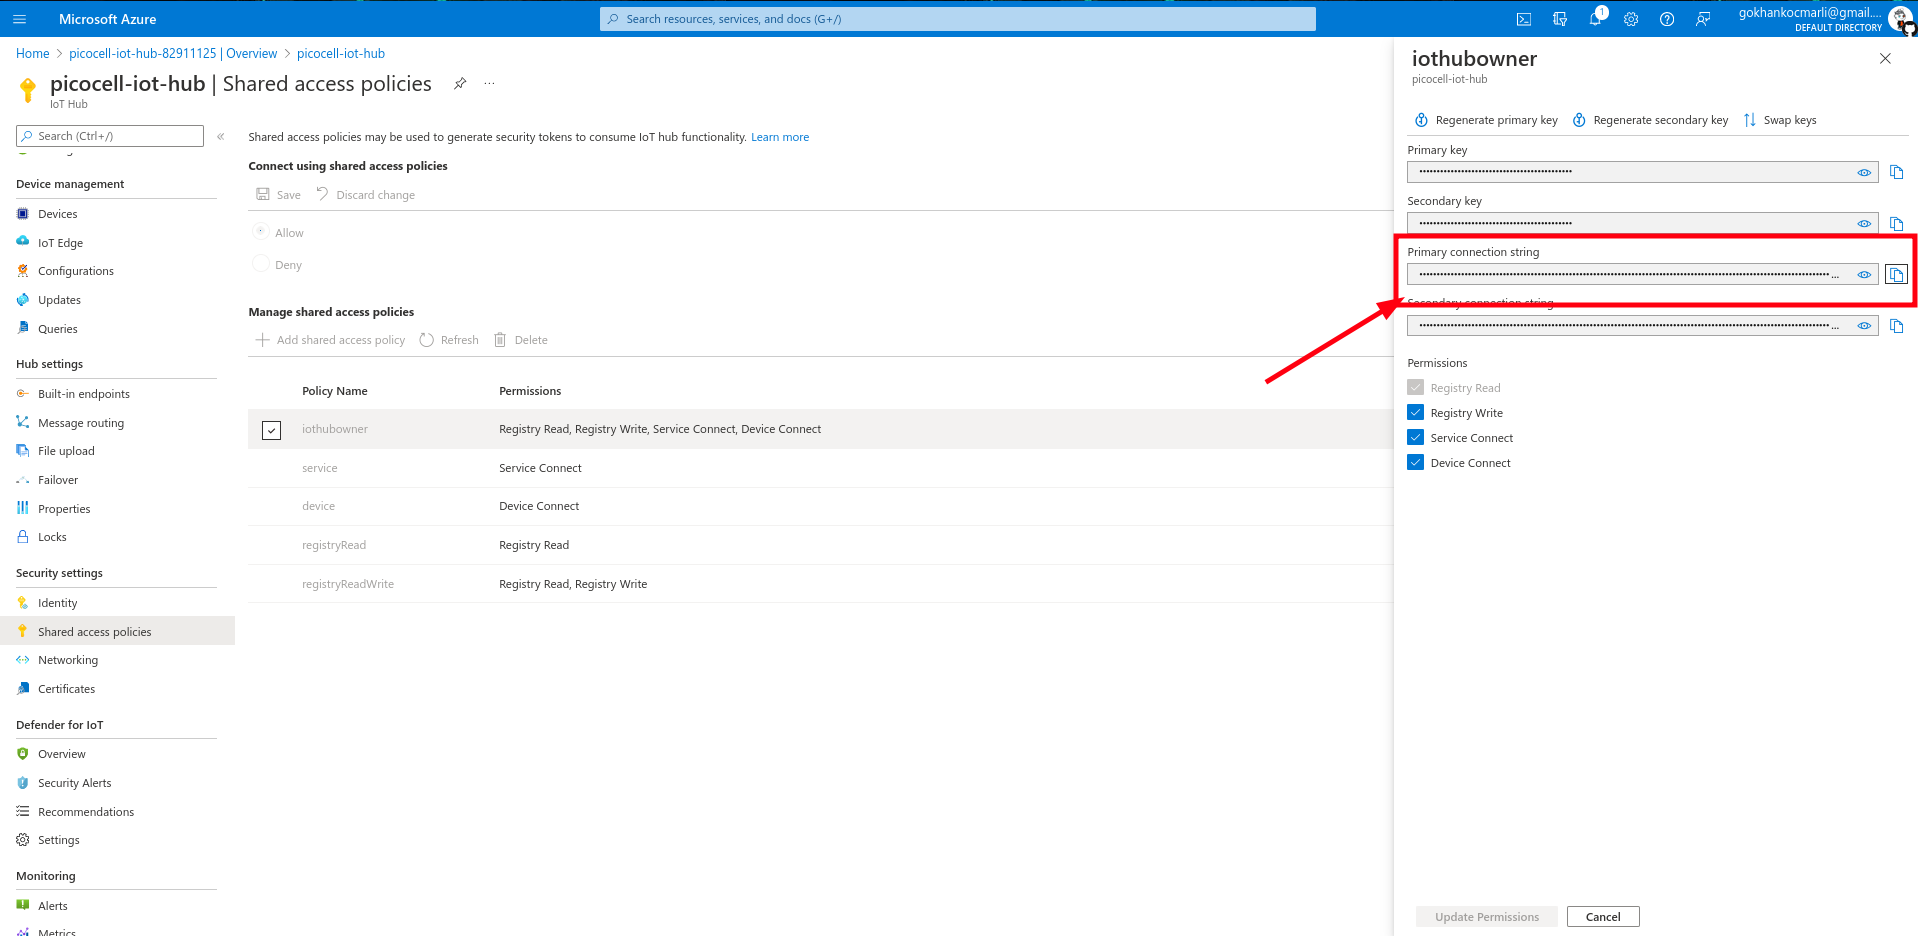 Microsoft Azure
Search resources, services, and docs (G+/)
1
gokhankocmarli@gmail....
DEFAULT DIRECTORY
Home > picocell-iot-hub-82911125 | Overview > picocell-iot-hub
picocell-iot-hub | Shared access policies
...
IoT Hub
Search (Ctrl+/)
«
Device management
Devices
IoT Edge
Configurations
Updates
Queries
Hub settings
Built-in endpoints
Message routing
File upload
Failover
Properties
Locks
Security settings
Identity
Shared access policies
Networking
Certificates
Defender for IoT
Overview
Security Alerts
Recommendations
Settings
Monitoring
Alerts
Metrics
Shared access policies may be used to generate security tokens to consume IoT hub functionality. Learn more
Connect using shared access policies
Save
Discard change
Allow
Deny
Manage shared access policies
Add shared access policy
Refresh
Delete
Policy Name Permissions
iothubowner Registry Read, Registry Write, Service Connect, Device Connect
service Service Connect
device Device Connect
registryRead Registry Read
registryReadWrite Registry Read, Registry Write
iothubowner
picocell-iot-hub
Regenerate primary key
Regenerate secondary key
Swap keys
Primary key
Secondary key
Primary connection string
...
Secondary connection string
...
Permissions
Registry Read
Registry Write
Service Connect
Device Connect
Update Permissions
Cancel